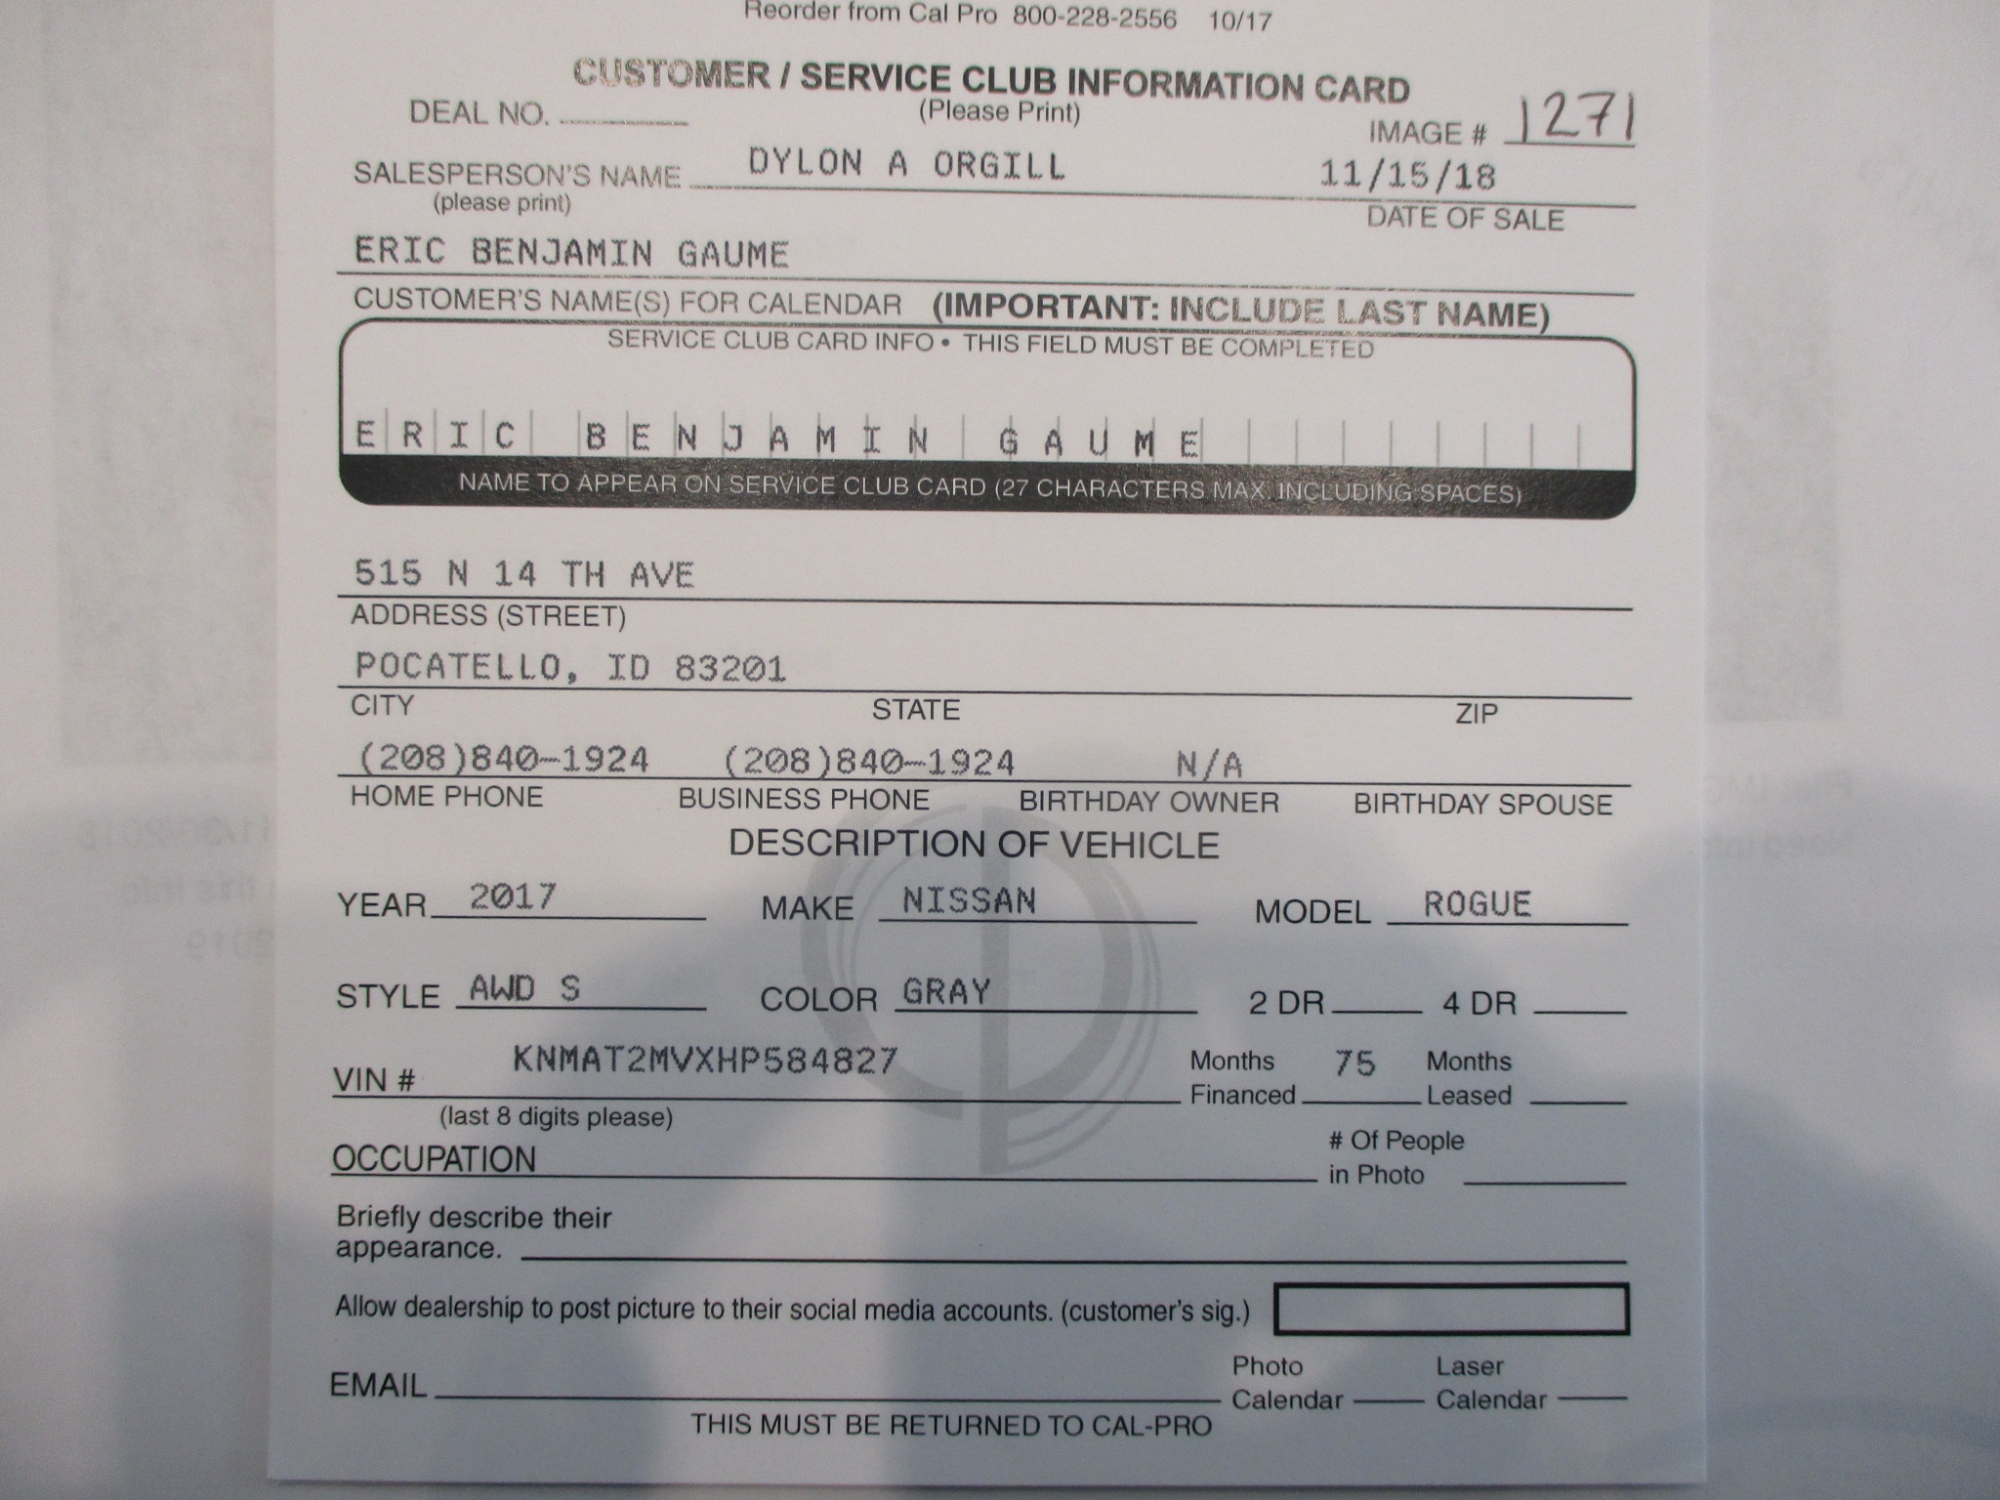 Reorder from Cal Pro 800-228-2556 10/17
CUSTOMER / SERVICE CLUB INFORMATION CARD
DEAL NO. (Please Print) IMAGE # 1271
SALESPERSON'S NAME DYLON A ORGILL 11/15/18
(please print) DATE OF SALE
ERIC BENJAMIN GAUME
CUSTOMER'S NAME(S) FOR CALENDAR (IMPORTANT: INCLUDE LAST NAME)
SERVICE CLUB CARD INFO • THIS FIELD MUST BE COMPLETED
ERIC BENJAMIN GAUME
NAME TO APPEAR ON SERVICE CLUB CARD (27 CHARACTERS MAX. INCLUDING SPACES)
515 N 14 TH AVE
ADDRESS (STREET)
POCATELLO, ID 83201
CITY STATE ZIP
(208)840-1924 (208)840-1924 N/A
HOME PHONE BUSINESS PHONE BIRTHDAY OWNER BIRTHDAY SPOUSE
DESCRIPTION OF VEHICLE
YEAR 2017 MAKE NISSAN MODEL ROGUE
STYLE AWD S COLOR GRAY 2 DR 4 DR
VIN # KNMAT2MVXHP584827 Months Financed 75 Months Leased
(last 8 digits please)
OCCUPATION # Of People in Photo
Briefly describe their
appearance.
Allow dealership to post picture to their social media accounts. (customer's sig.)
EMAIL Photo Calendar Laser Calendar
THIS MUST BE RETURNED TO CAL-PRO